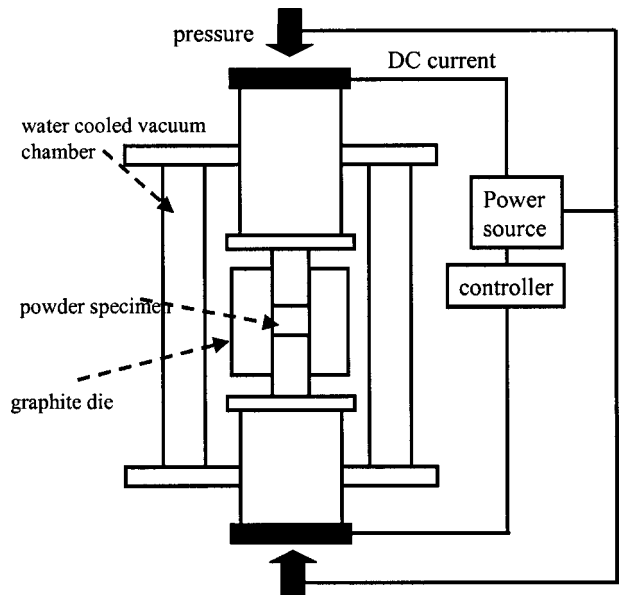 pressure
DC current
water cooled vacuum
chamber
Power
source
controller
powder specimen
graphite die